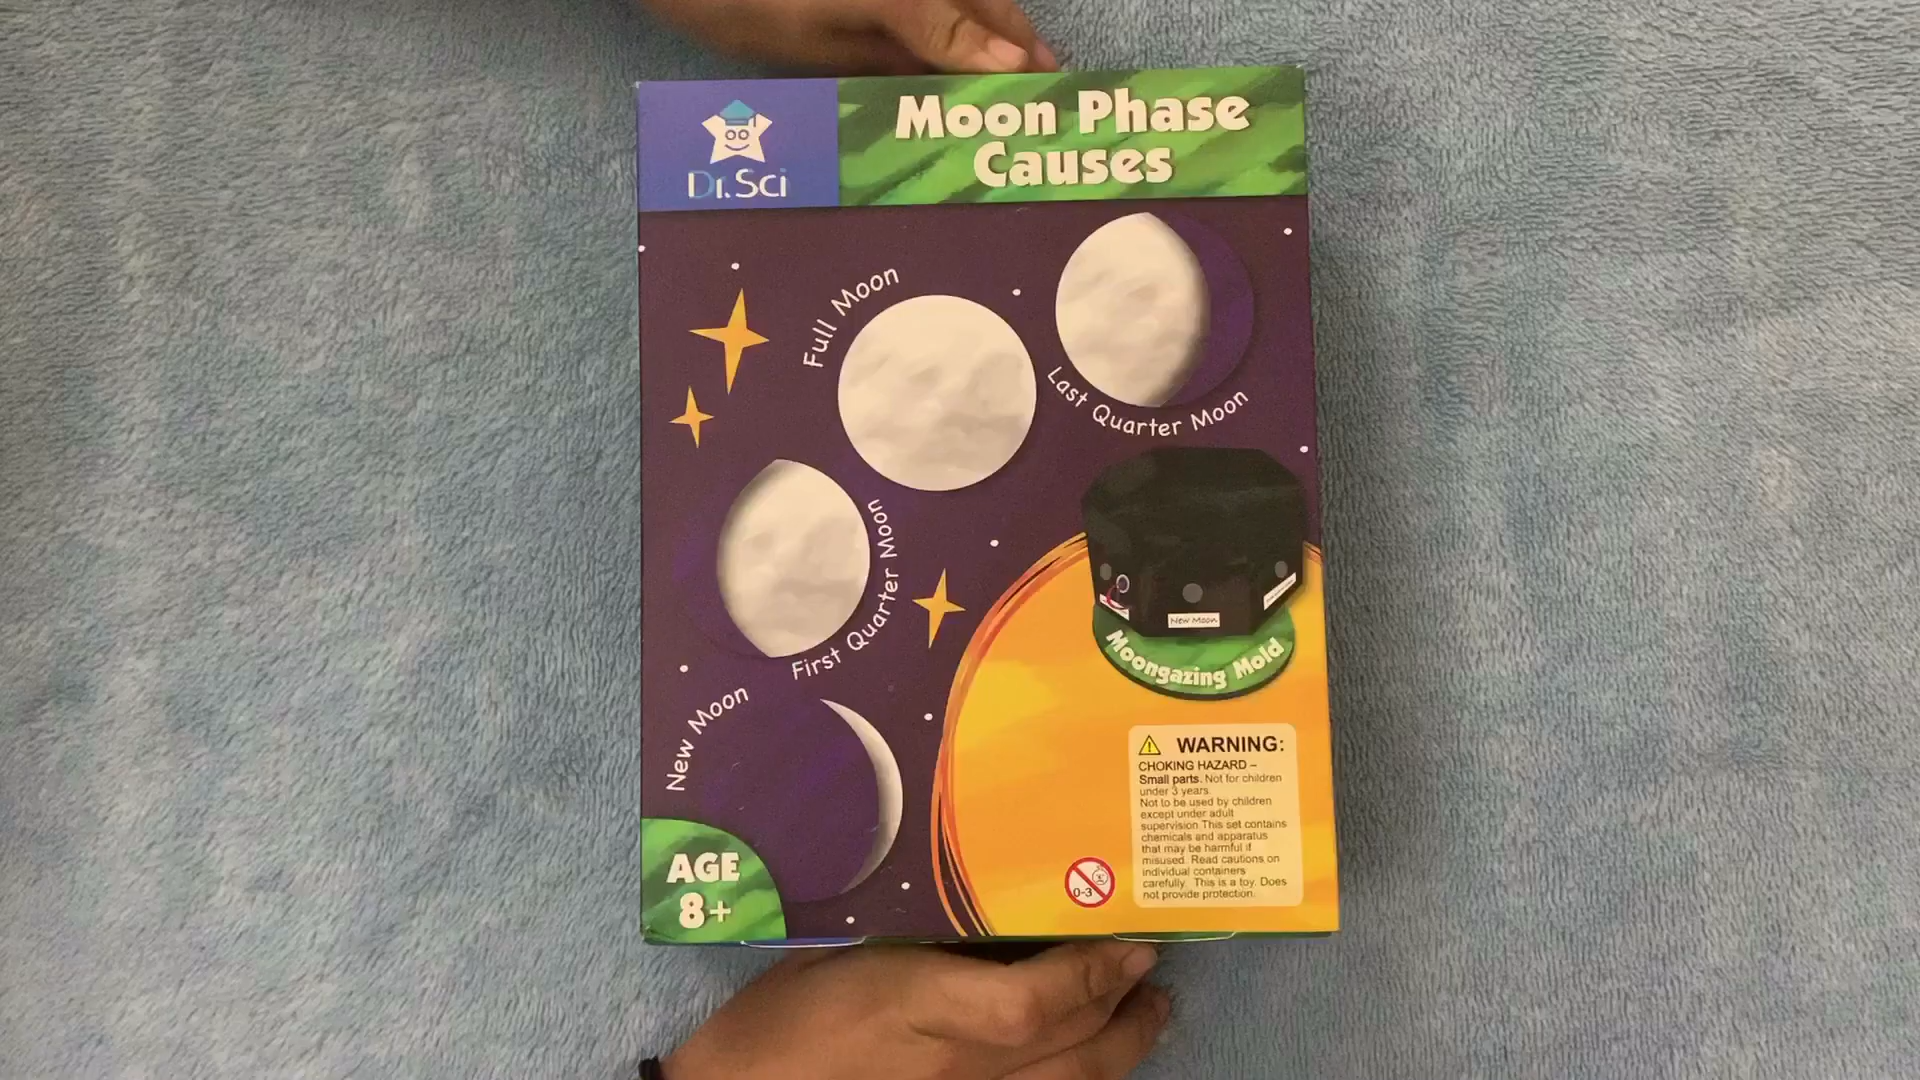 Dr. Sci
Moon Phase
Causes
Full Moon
Last Quarter Moon
First Quarter Moon
New Moon
New Moon
Moongazing Mold
WARNING:
CHOKING HAZARD –
Small parts. Not for children
under 3 years.
Not to be used by children
except under adult
supervision This set contains
chemicals and apparatus
that may be harmful if
misused. Read cautions on
individual containers
carefully. This is a toy. Does
not provide protection.
0-3
AGE
8+